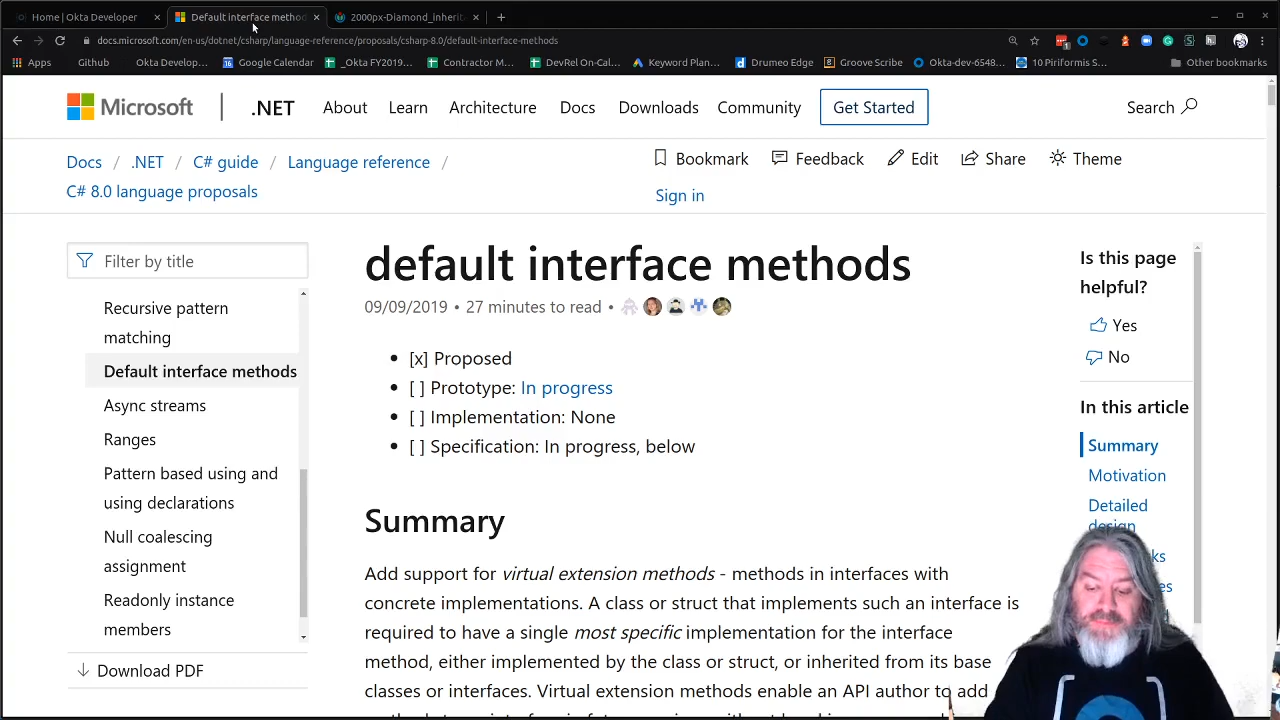 Home | Okta Developer
Default interface metho
2000px-Diamond_inherit
docs.microsoft.com/en-us/dotnet/csharp/language-reference/proposals/csharp-8.0/default-interface-methods
Apps
Github
Okta Develop...
Google Calendar
_Okta FY2019...
Contractor M...
DevRel On-Cal...
Keyword Plan...
Drumeo Edge
Groove Scribe
Okta-dev-6548...
10 Piriformis S...
Other bookmarks
Microsoft
.NET
About
Learn
Architecture
Docs
Downloads
Community
Get Started
Search
Docs / .NET / C# guide / Language reference /
C# 8.0 language proposals
Bookmark
Feedback
Edit
Share
Theme
Sign in
Filter by title
Recursive pattern
matching
Default interface methods
Async streams
Ranges
Pattern based using and
using declarations
Null coalescing
assignment
Readonly instance
members
Download PDF
default interface methods
09/09/2019 • 27 minutes to read •
• [x] Proposed
• [ ] Prototype: In progress
• [ ] Implementation: None
• [ ] Specification: In progress, below
Summary
Add support for virtual extension methods - methods in interfaces with
concrete implementations. A class or struct that implements such an interface is
required to have a single most specific implementation for the interface
method, either implemented by the class or struct, or inherited from its base
classes or interfaces. Virtual extension methods enable an API author to add
Is this page
helpful?
Yes
No
In this article
Summary
Motivation
Detailed
design